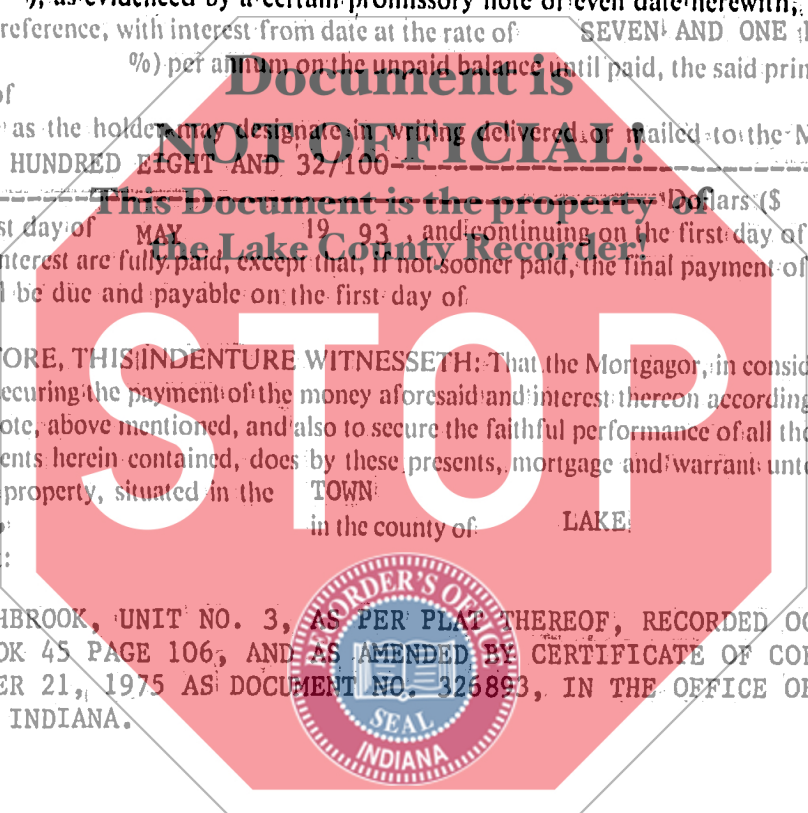 as evidenced by a certain promissory note of even date herewith,
reference, with interest from date at the rate of SEVEN AND ONE
%) per annum on the unpaid balance until paid, the said prin
Document is
of
as the holder may designate in writing delivered or mailed to the M
NOT OFFICIAL!
HUNDRED EIGHT AND 32/100
This Document is the property of
Dollars ($
st day of MAY 19 93 , and continuing on the first day of
the Lake County Recorder!
nterest are fully paid, except that, if not sooner paid, the final payment of
l be due and payable on the first day of
STOP
FORE, THIS INDENTURE WITNESSETH: That the Mortgagor, in consid
ecuring the payment of the money aforesaid and interest thereon according
ote, above mentioned, and also to secure the faithful performance of all the
ents herein contained, does by these presents, mortgage and warrant unto
property, situated in the TOWN
in the county of LAKE
RECORDER'S OFFICE
HBROOK, UNIT NO. 3, AS PER PLAT THEREOF, RECORDED OC
OK 45 PAGE 106, AND AS AMENDED BY CERTIFICATE OF COR
ER 21, 1975 AS DOCUMENT NO. 326893, IN THE OFFICE OF
SEAL
INDIANA.
INDIANA